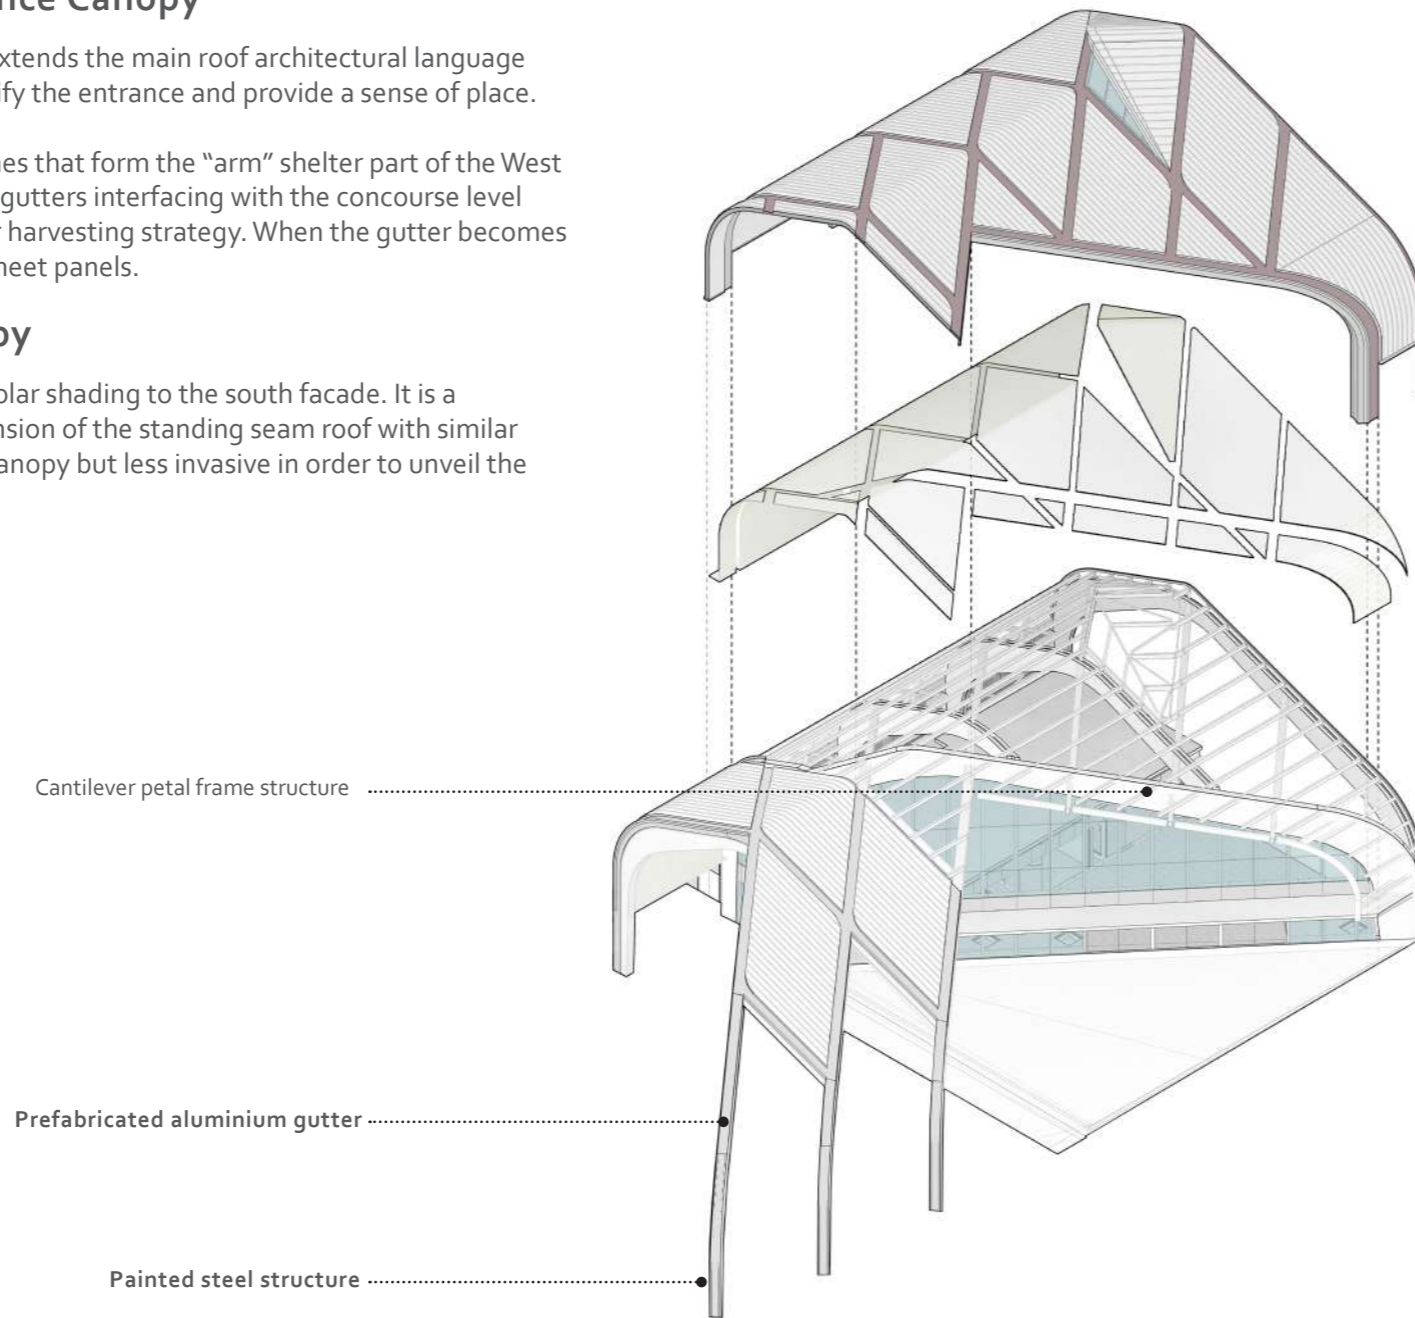 nce Canopy
xtends the main roof architectural language
ify the entrance and provide a sense of place.
nes that form the “arm” shelter part of the West
gutters interfacing with the concourse level
r harvesting strategy. When the gutter becomes
heet panels.
py
olar shading to the south facade. It is a
nsion of the standing seam roof with similar
anopy but less invasive in order to unveil the
Cantilever petal frame structure
Prefabricated aluminium gutter
Painted steel structure